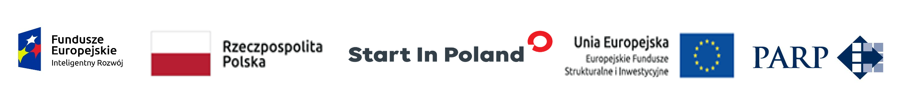 Fundusze
Europejskie
Inteligentny Rozwój
Rzeczpospolita
Polska
Start In Poland
Unia Europejska
Europejskie Fundusze
Strukturalne i Inwestycyjne
PARP